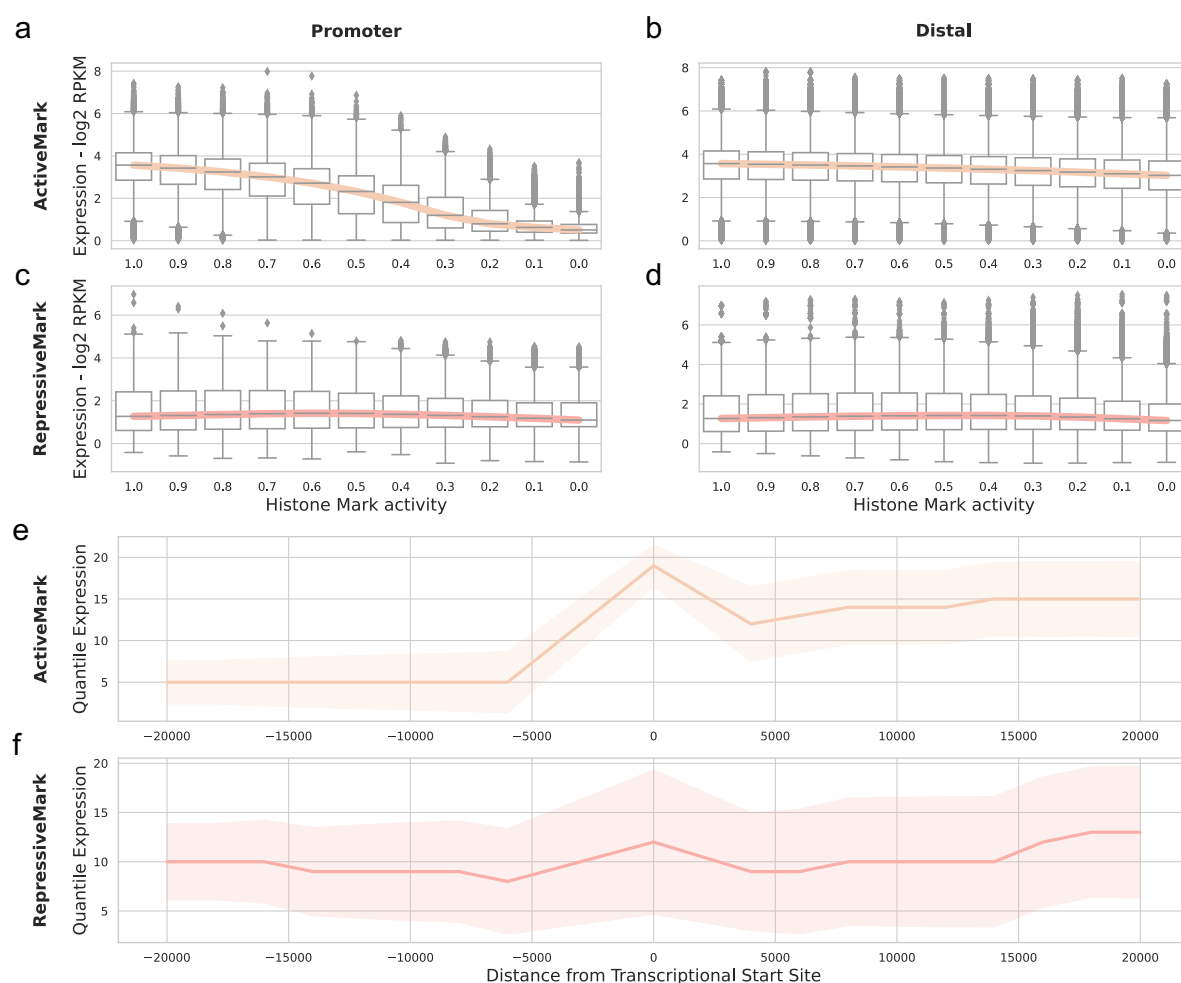 a
Promoter
b
Distal
ActiveMark
Expression - log2 RPKM
8
6
4
2
0
1.0 0.9 0.8 0.7 0.6 0.5 0.4 0.3 0.2 0.1 0.0
8
6
4
2
0
1.0 0.9 0.8 0.7 0.6 0.5 0.4 0.3 0.2 0.1 0.0
c
RepressiveMark
Expression - log2 RPKM
6
4
2
0
1.0 0.9 0.8 0.7 0.6 0.5 0.4 0.3 0.2 0.1 0.0
Histone Mark activity
d
6
4
2
0
1.0 0.9 0.8 0.7 0.6 0.5 0.4 0.3 0.2 0.1 0.0
Histone Mark activity
e
ActiveMark
Quantile Expression
20
15
10
5
−20000 −15000 −10000 −5000 0 5000 10000 15000 20000
f
RepressiveMark
Quantile Expression
20
15
10
5
−20000 −15000 −10000 −5000 0 5000 10000 15000 20000
Distance from Transcriptional Start Site